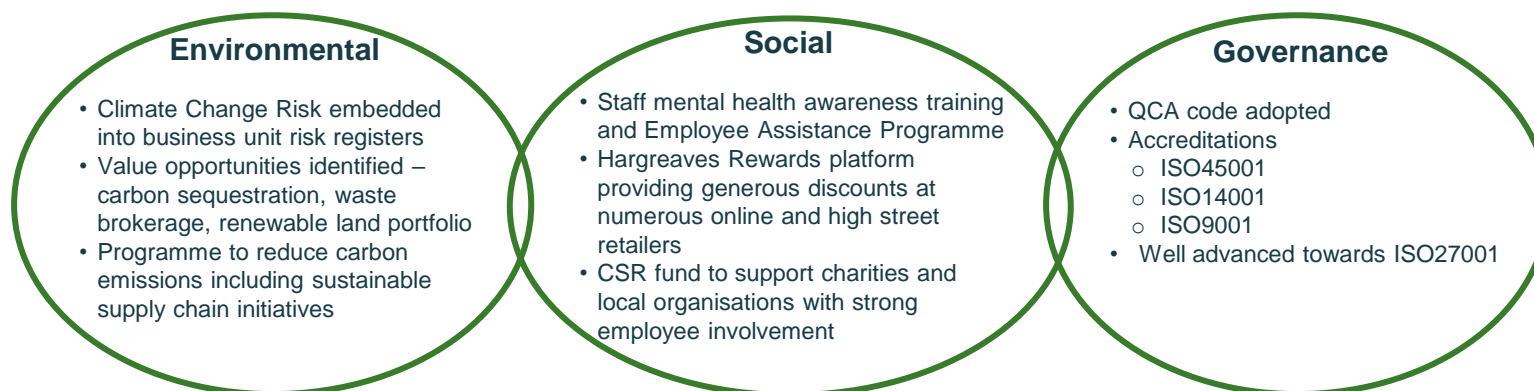 Environmental
• Climate Change Risk embedded
into business unit risk registers
• Value opportunities identified –
carbon sequestration, waste
brokerage, renewable land portfolio
• Programme to reduce carbon
emissions including sustainable
supply chain initiatives
Social
• Staff mental health awareness training
and Employee Assistance Programme
• Hargreaves Rewards platform
providing generous discounts at
numerous online and high street
retailers
• CSR fund to support charities and
local organisations with strong
employee involvement
Governance
• QCA code adopted
• Accreditations
o ISO45001
o ISO14001
o ISO9001
• Well advanced towards ISO27001